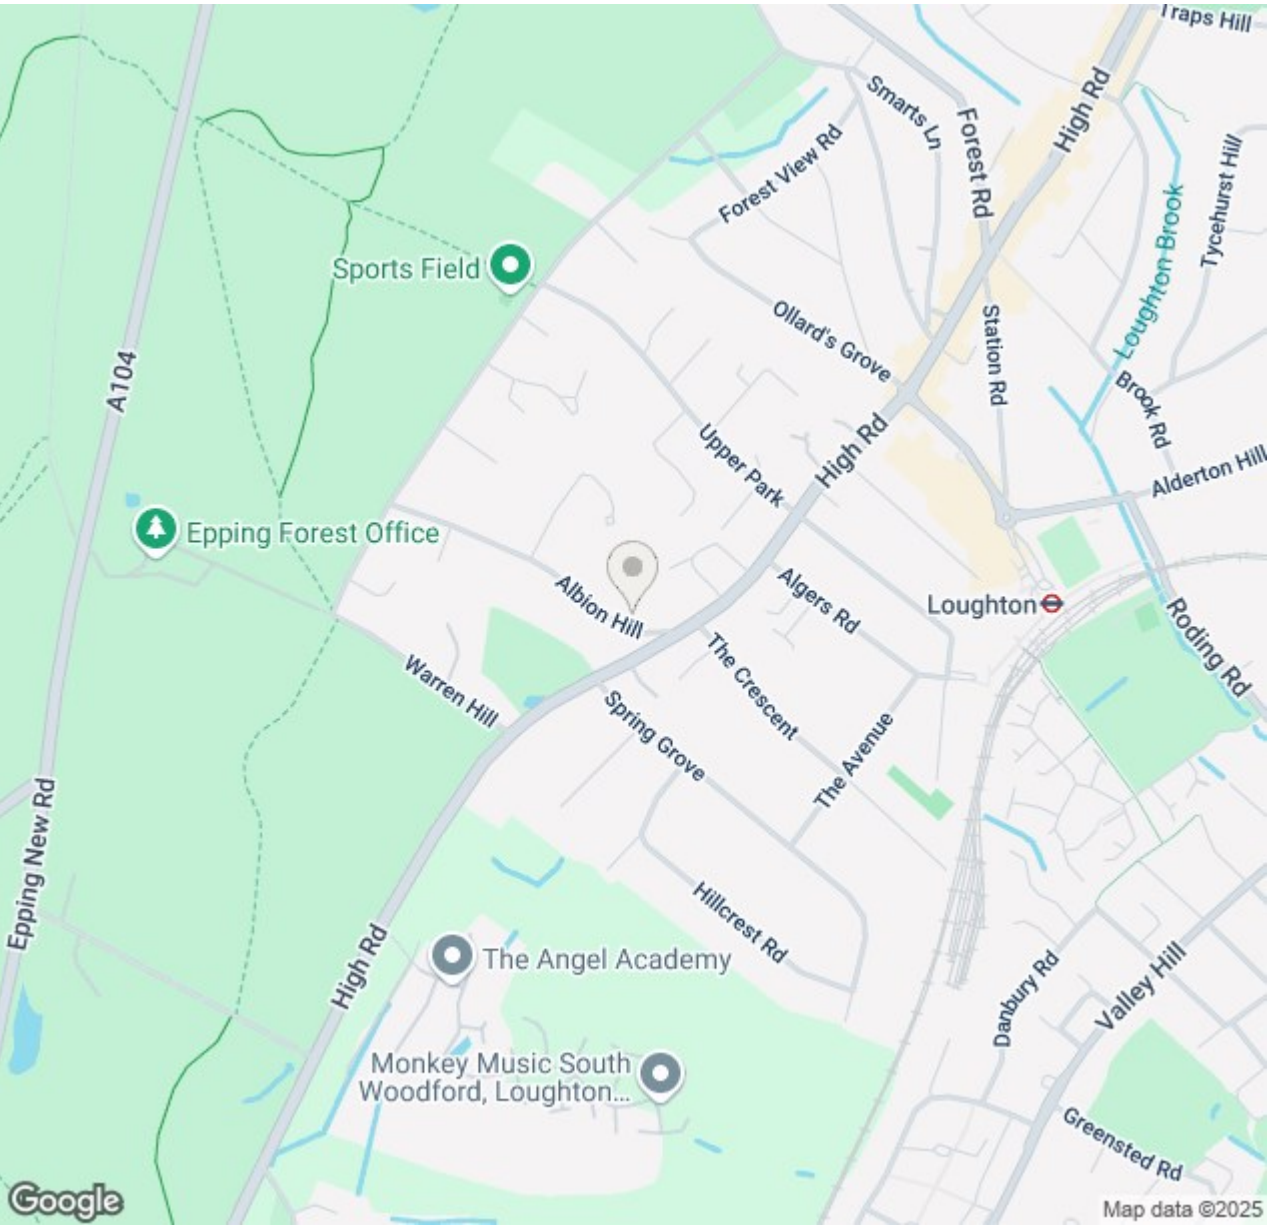 Traps Hill
Smarts Ln
High Rd
Forest Rd
Forest View Rd
Tycehurst Hill
Loughton Brook
Sports Field
Ollard's Grove
Station Rd
A104
Brook Rd
High Rd
Upper Park
Alderton Hill
Epping Forest Office
Albion Hill
Algers Rd
Loughton
Roding Rd
Warren Hill
The Crescent
Spring Grove
The Avenue
Epping New Rd
Hillcrest Rd
High Rd
The Angel Academy
Valley Hill
Danbury Rd
Monkey Music South
Woodford, Loughton...
Greensted Rd
Google
Map data ©2025